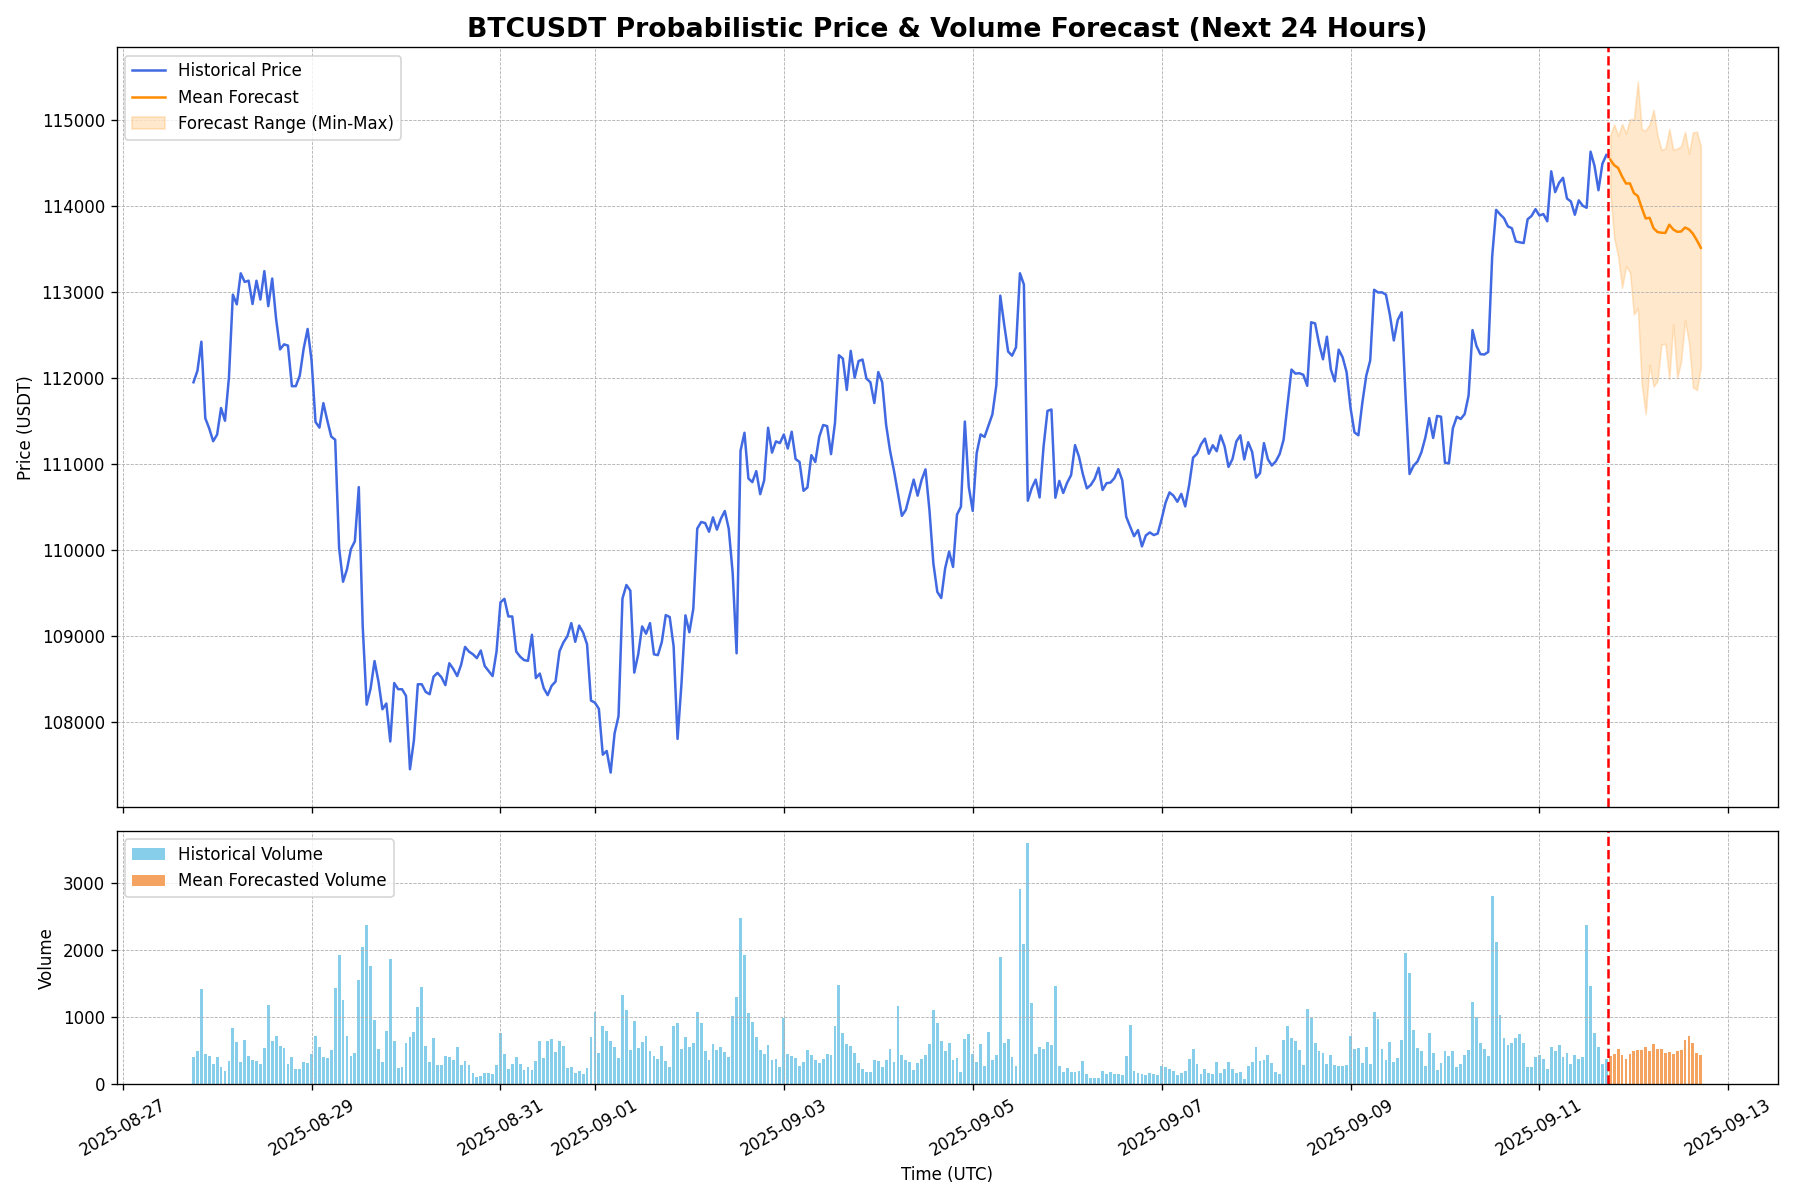 BTCUSDT Probabilistic Price & Volume Forecast (Next 24 Hours)
Historical Price
Mean Forecast
Forecast Range (Min-Max)
115000
114000
113000
112000
111000
110000
109000
108000
Price (USDT)
Historical Volume
Mean Forecasted Volume
3000
2000
1000
0
Volume
2025-08-27
2025-08-29
2025-08-31
2025-09-01
2025-09-03
2025-09-05
2025-09-07
2025-09-09
2025-09-11
2025-09-13
Time (UTC)